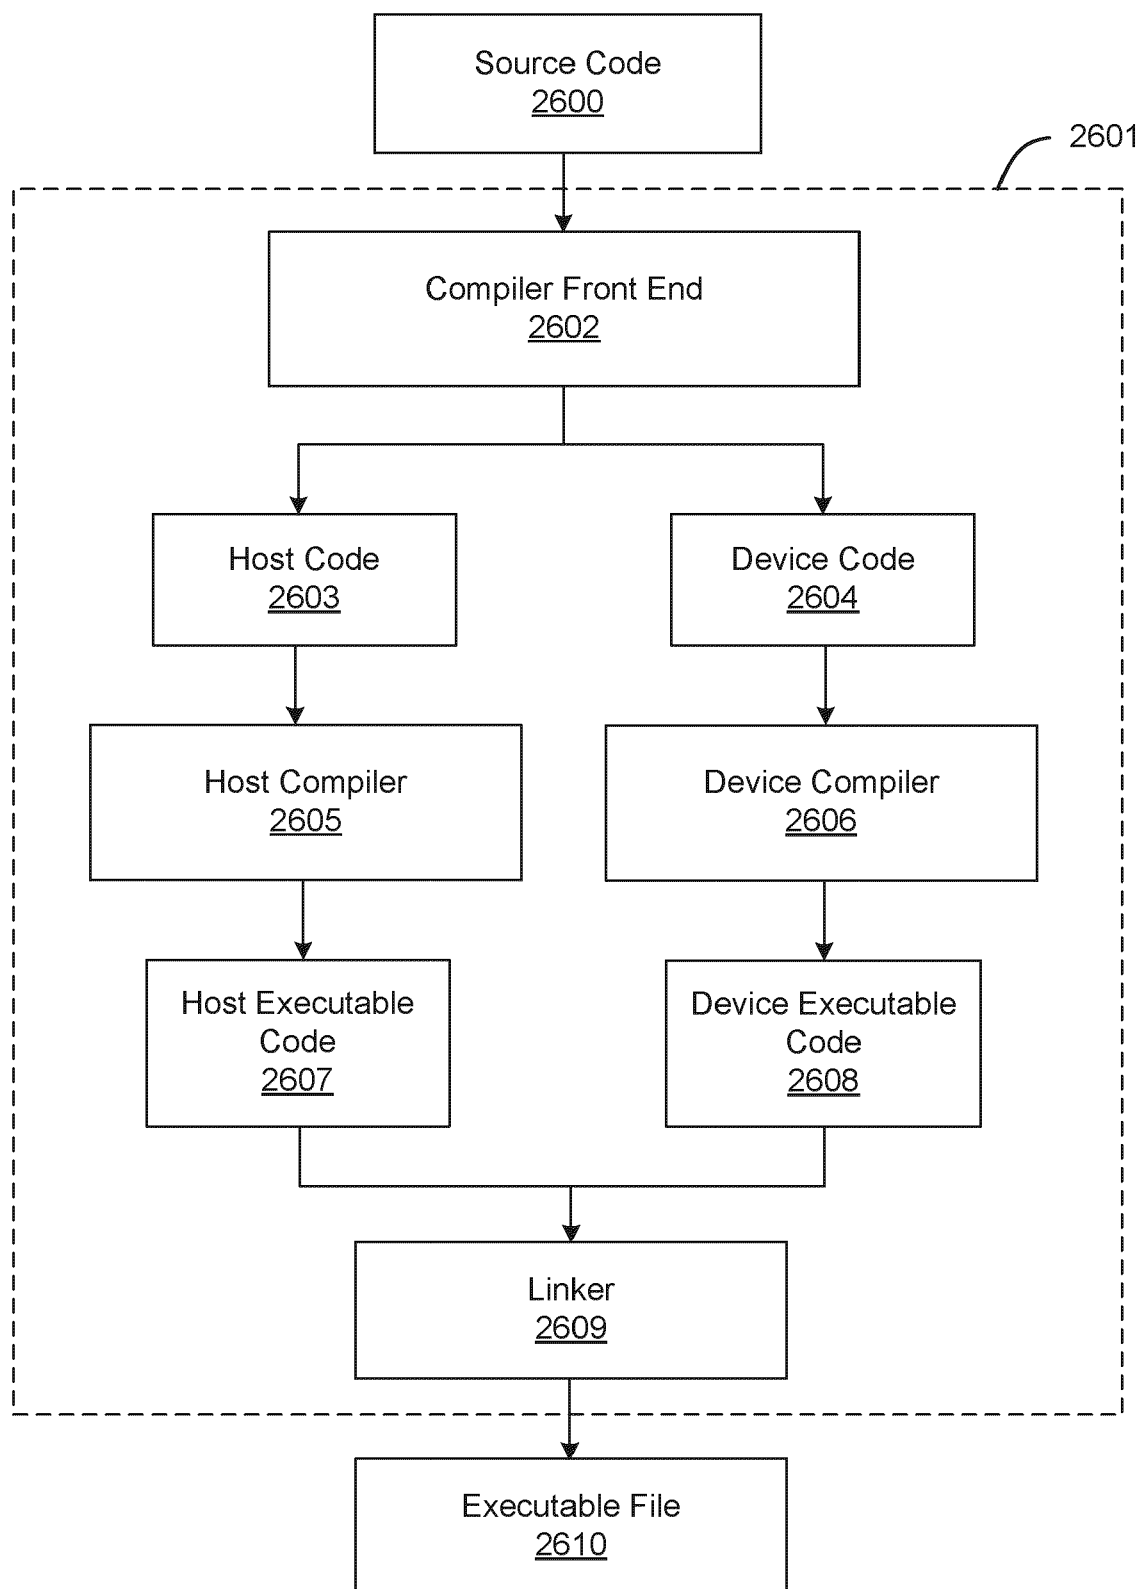 Source Code
2600
2601
Compiler Front End
2602
Host Code
2603
Device Code
2604
Host Compiler
2605
Device Compiler
2606
Host Executable
Code
2607
Device Executable
Code
2608
Linker
2609
Executable File
2610